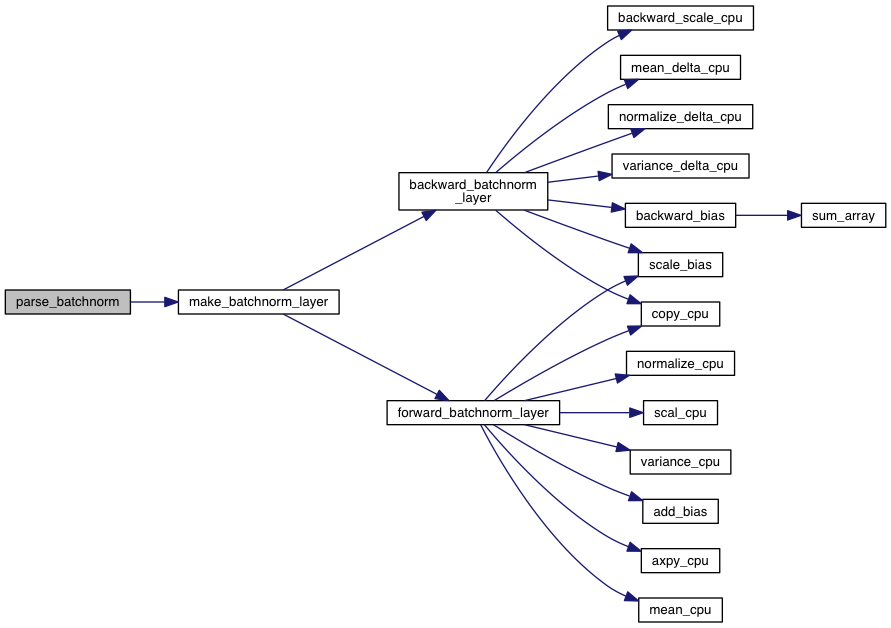 backward_scale_cpu
mean_delta_cpu
normalize_delta_cpu
variance_delta_cpu
backward_batchnorm
_layer
backward_bias
sum_array
scale_bias
parse_batchnorm
make_batchnorm_layer
copy_cpu
normalize_cpu
forward_batchnorm_layer
scal_cpu
variance_cpu
add_bias
axpy_cpu
mean_cpu